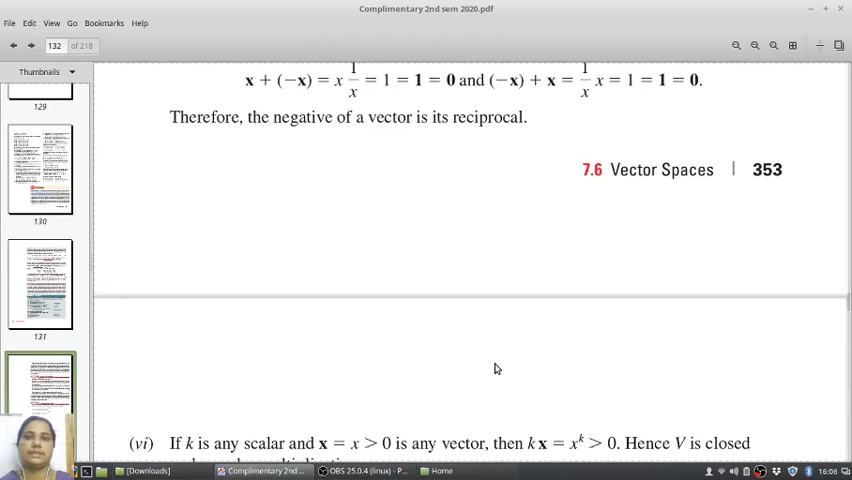 Complimentary 2nd sem 2020.pdf
File Edit View Go Bookmarks Help
132 of 218
Thumbnails
129
130
131
x + (−x) = x 1/x = 1 = 1 = 0 and (−x) + x = 1/x x = 1 = 1 = 0.
Therefore, the negative of a vector is its reciprocal.
7.6 Vector Spaces | 353
(vi) If k is any scalar and x = x > 0 is any vector, then k x = x^k > 0. Hence V is closed
[Downloads] Complimentary 2nd ... OBS 25.0.4 (linux) - P... Home 16:06